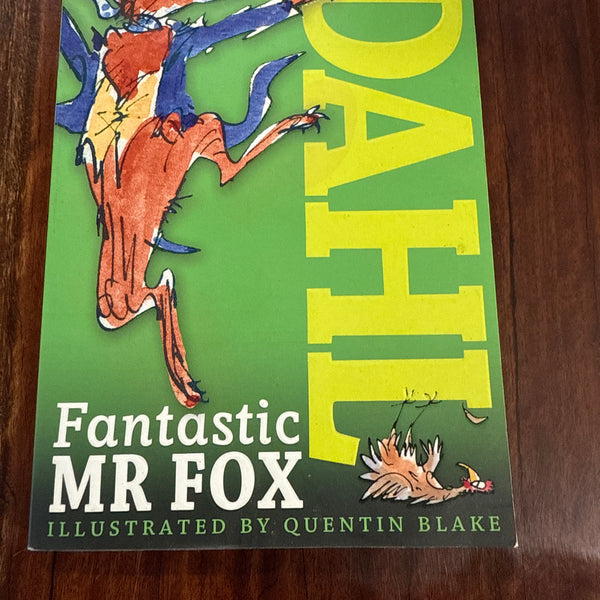 DAHL
Fantastic
MR FOX
ILLUSTRATED BY QUENTIN BLAKE